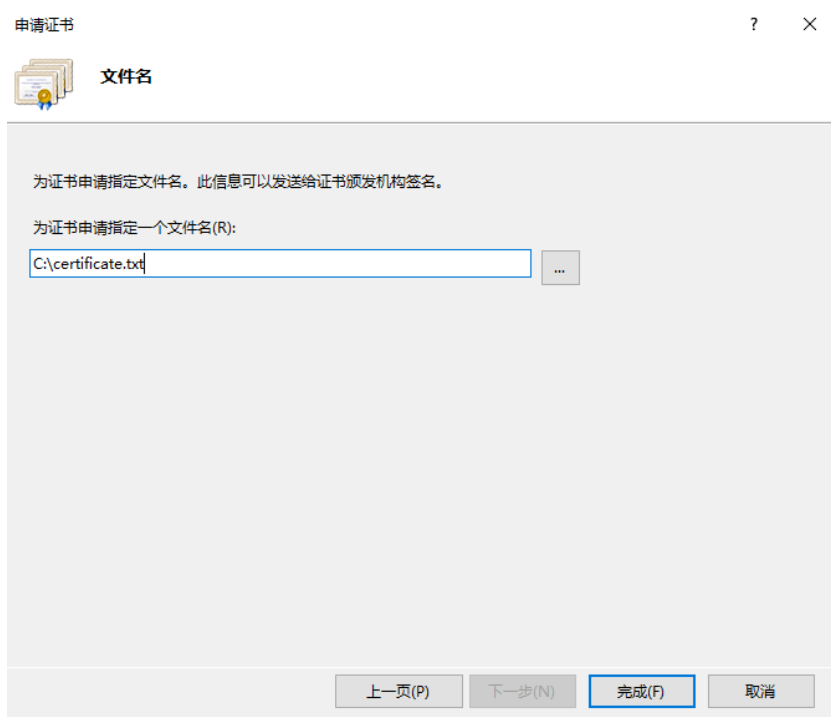 申请证书
?
文件名
为证书申请指定文件名。此信息可以发送给证书颁发机构签名。
为证书申请指定一个文件名(R):
C:\certificate.txt
...
上一页(P) 下一步(N) 完成(F) 取消